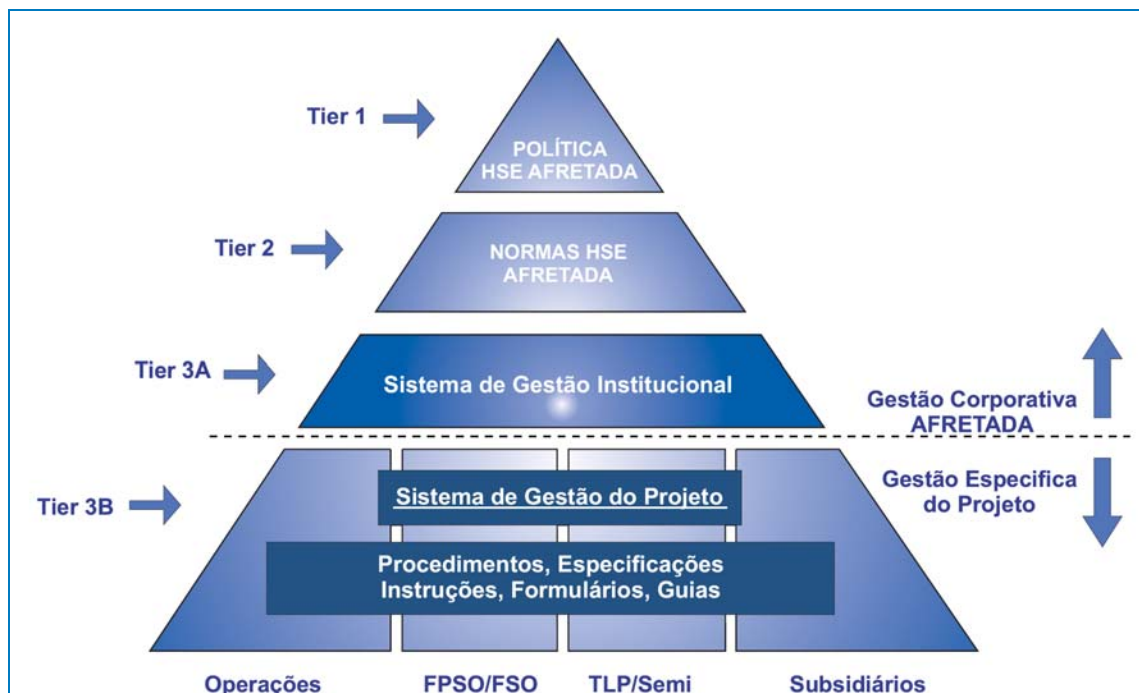 Tier 1
POLÍTICA
HSE AFRETADA
Tier 2
NORMAS HSE
AFRETADA
Tier 3A
Sistema de Gestão Institucional
Gestão Corporativa
AFRETADA
Gestão Especifica
do Projeto
Tier 3B
Sistema de Gestão do Projeto
Procedimentos, Especificações
Instruções, Formulários, Guias
Operações
FPSO/FSO
TLP/Semi
Subsidiários